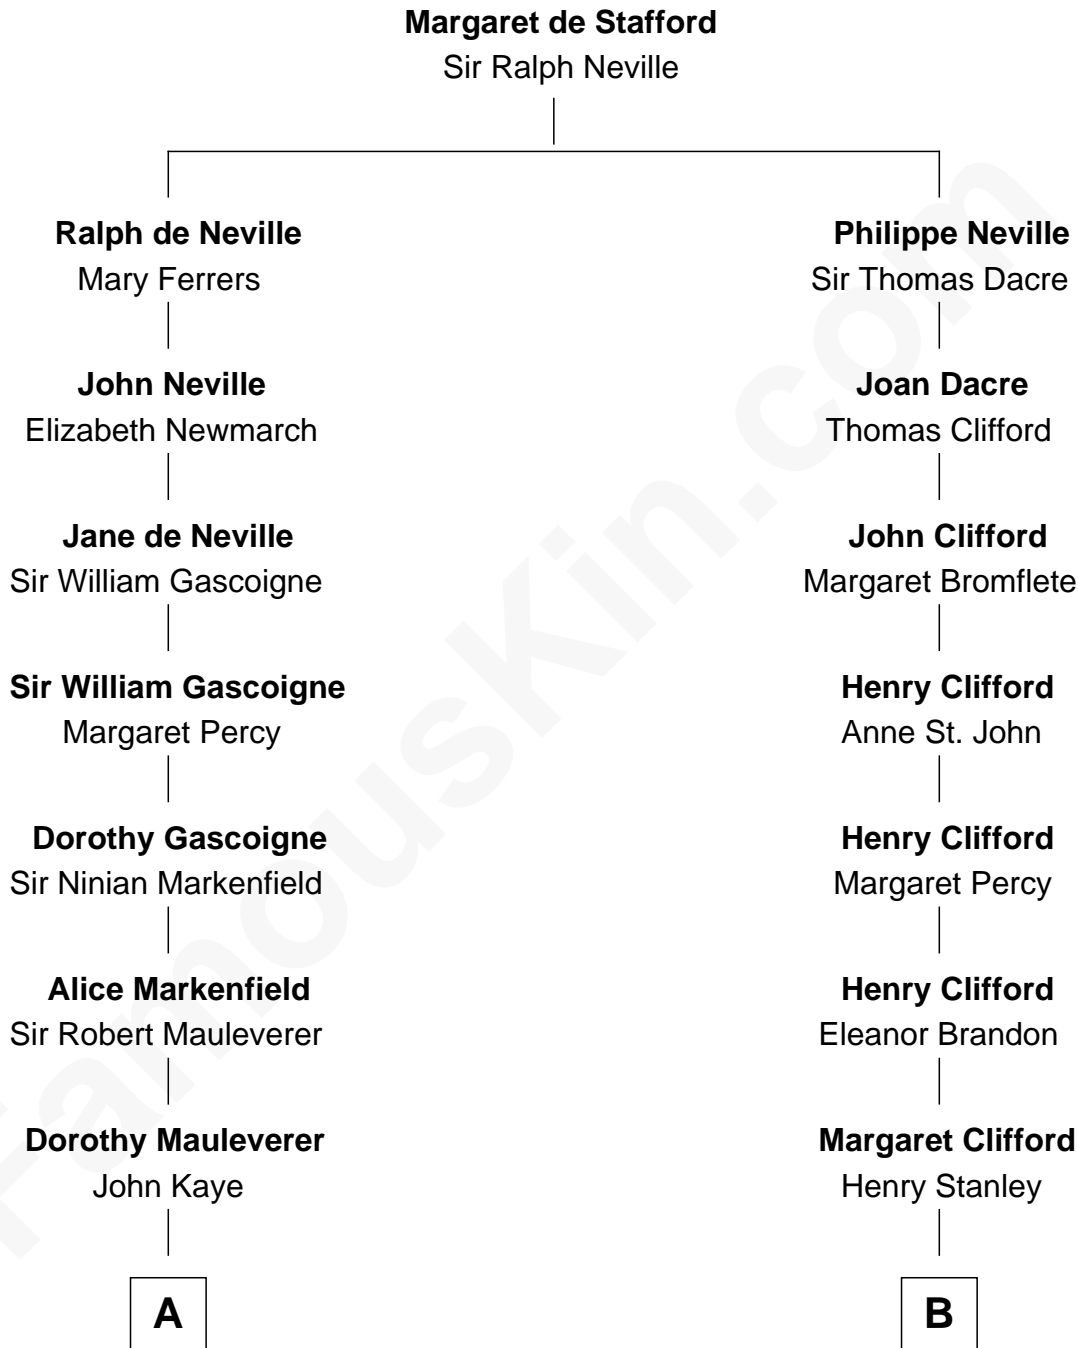 Margaret de Stafford
Sir Ralph Neville
Ralph de Neville
Mary Ferrers
Philippe Neville
Sir Thomas Dacre
John Neville
Elizabeth Newmarch
Joan Dacre
Thomas Clifford
Jane de Neville
Sir William Gascoigne
John Clifford
Margaret Bromflete
Sir William Gascoigne
Margaret Percy
Henry Clifford
Anne St. John
Dorothy Gascoigne
Sir Ninian Markenfield
Henry Clifford
Margaret Percy
Alice Markenfield
Sir Robert Mauleverer
Henry Clifford
Eleanor Brandon
Dorothy Mauleverer
John Kaye
Margaret Clifford
Henry Stanley
A
B
FamousKin.com